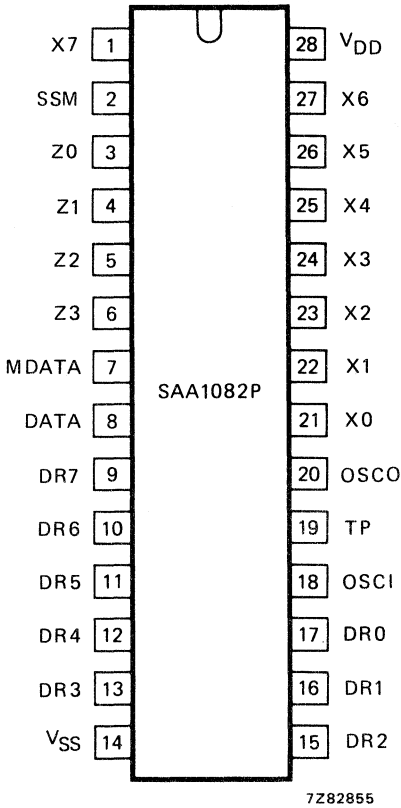 X7 1 28 VDD
SSM 2 27 X6
Z0 3 26 X5
Z1 4 25 X4
Z2 5 24 X3
Z3 6 23 X2
MDATA 7 22 X1
SAA1082P
DATA 8 21 X0
DR7 9 20 OSCO
DR6 10 19 TP
DR5 11 18 OSCI
DR4 12 17 DR0
DR3 13 16 DR1
VSS 14 15 DR2
7Z82855